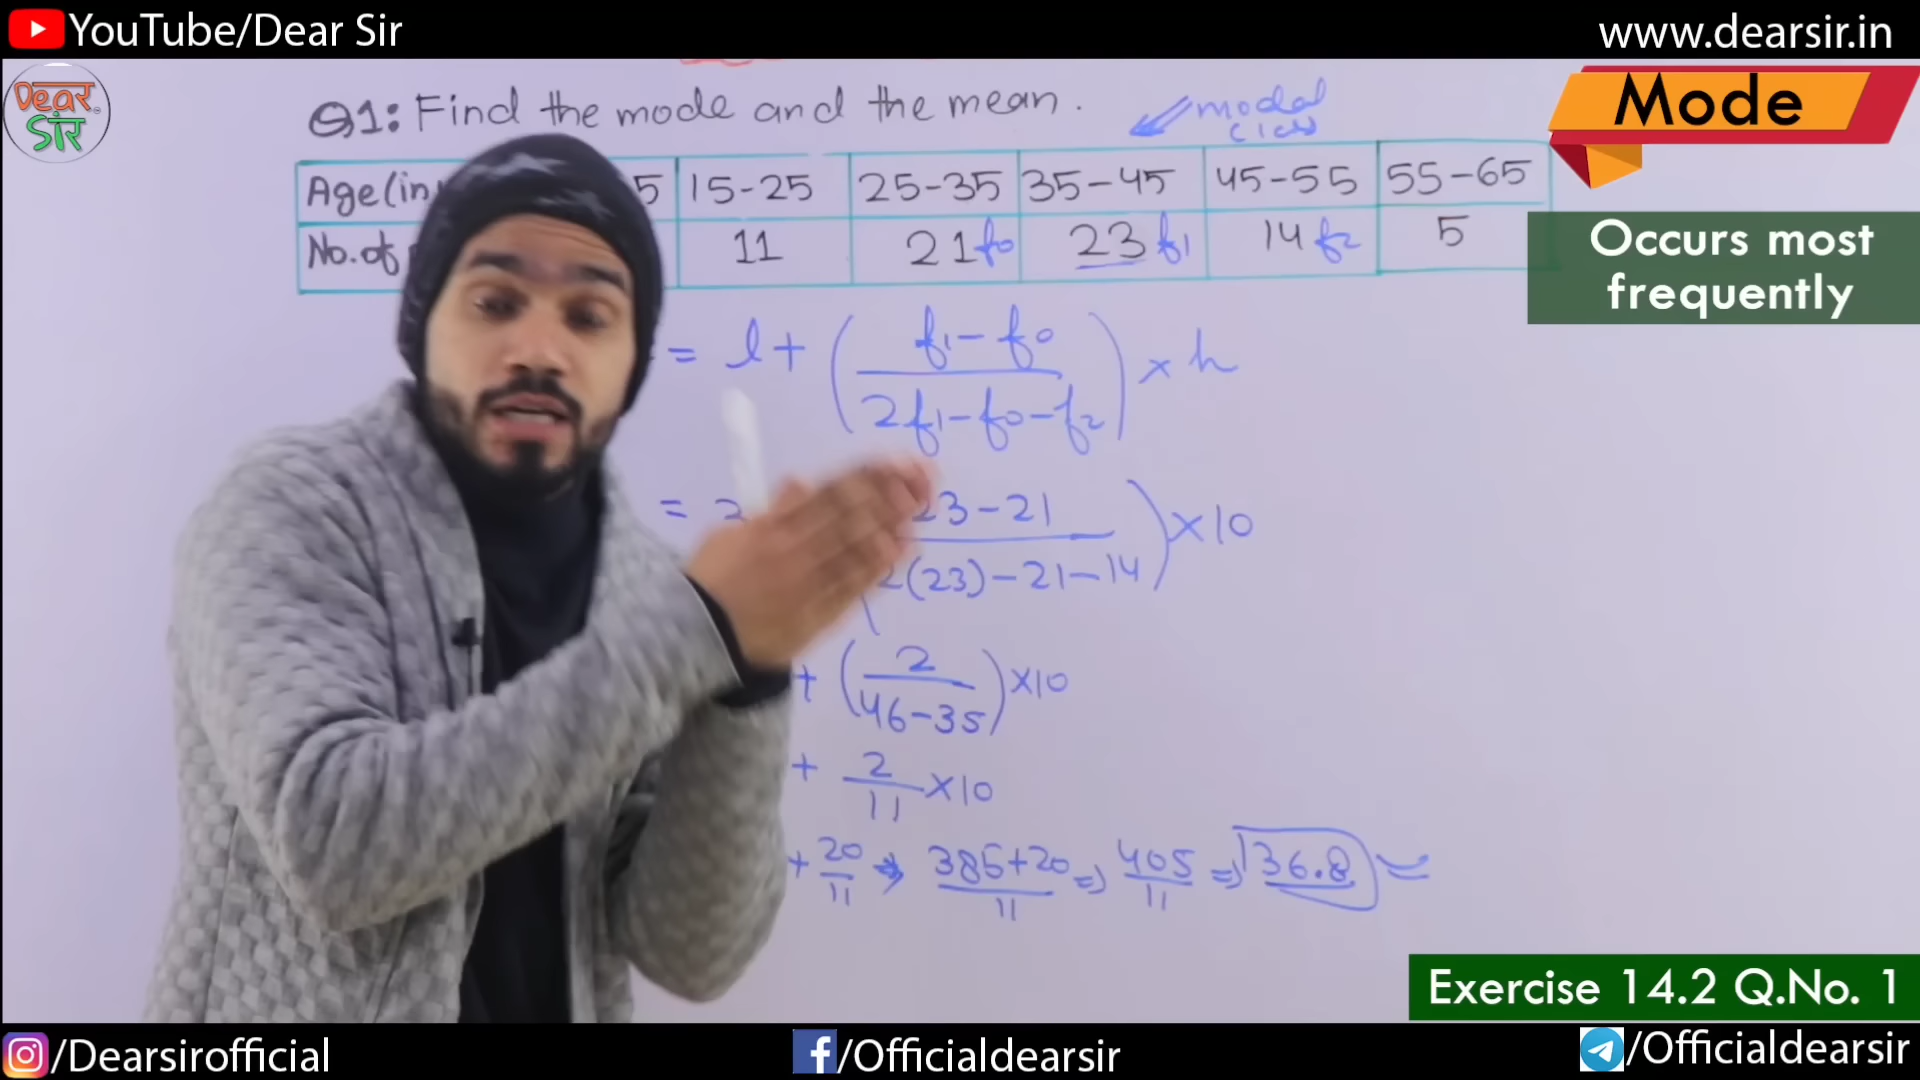 YouTube/Dear Sir
www.dearsir.in
Dear
सर
Mode
Occurs most
frequently
Q1: Find the mode and the mean.
modal
class
Age(in 5 15-25 25-35 35-45 45-55 55-65
No. of 11 21 f0 23 f1 14 f2 5
= l + ( f1 - f0 / 2f1 - f0 - f2 ) × h
= 23-21 / 2(23)-21-14 ) ×10
+ ( 2 / 46-35 ) ×10
+ 2/11 ×10
+ 20/11 ⇒ 385+20/11 ⇒ 405/11 ⇒ 36.8
Exercise 14.2 Q.No. 1
/Dearsirofficial
/Officialdearsir
/Officialdearsir